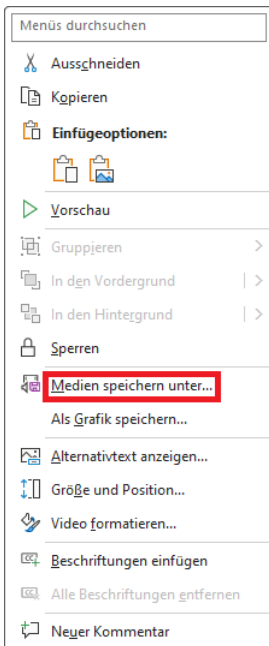 Menüs durchsuchen
Ausschneiden
Kopieren
Einfügeoptionen:
Vorschau
Gruppieren
In den Vordergrund
In den Hintergrund
Sperren
Medien speichern unter...
Als Grafik speichern...
Alternativtext anzeigen...
Größe und Position...
Video formatieren...
Beschriftungen einfügen
Alle Beschriftungen entfernen
Neuer Kommentar